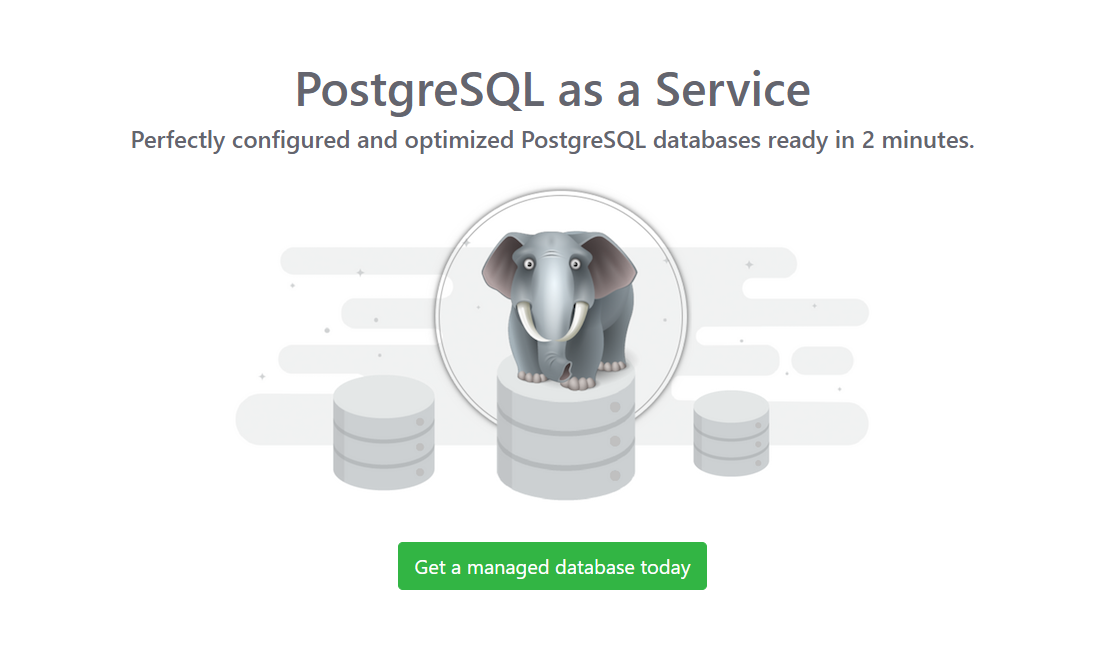 PostgreSQL as a Service
Perfectly configured and optimized PostgreSQL databases ready in 2 minutes.
Get a managed database today